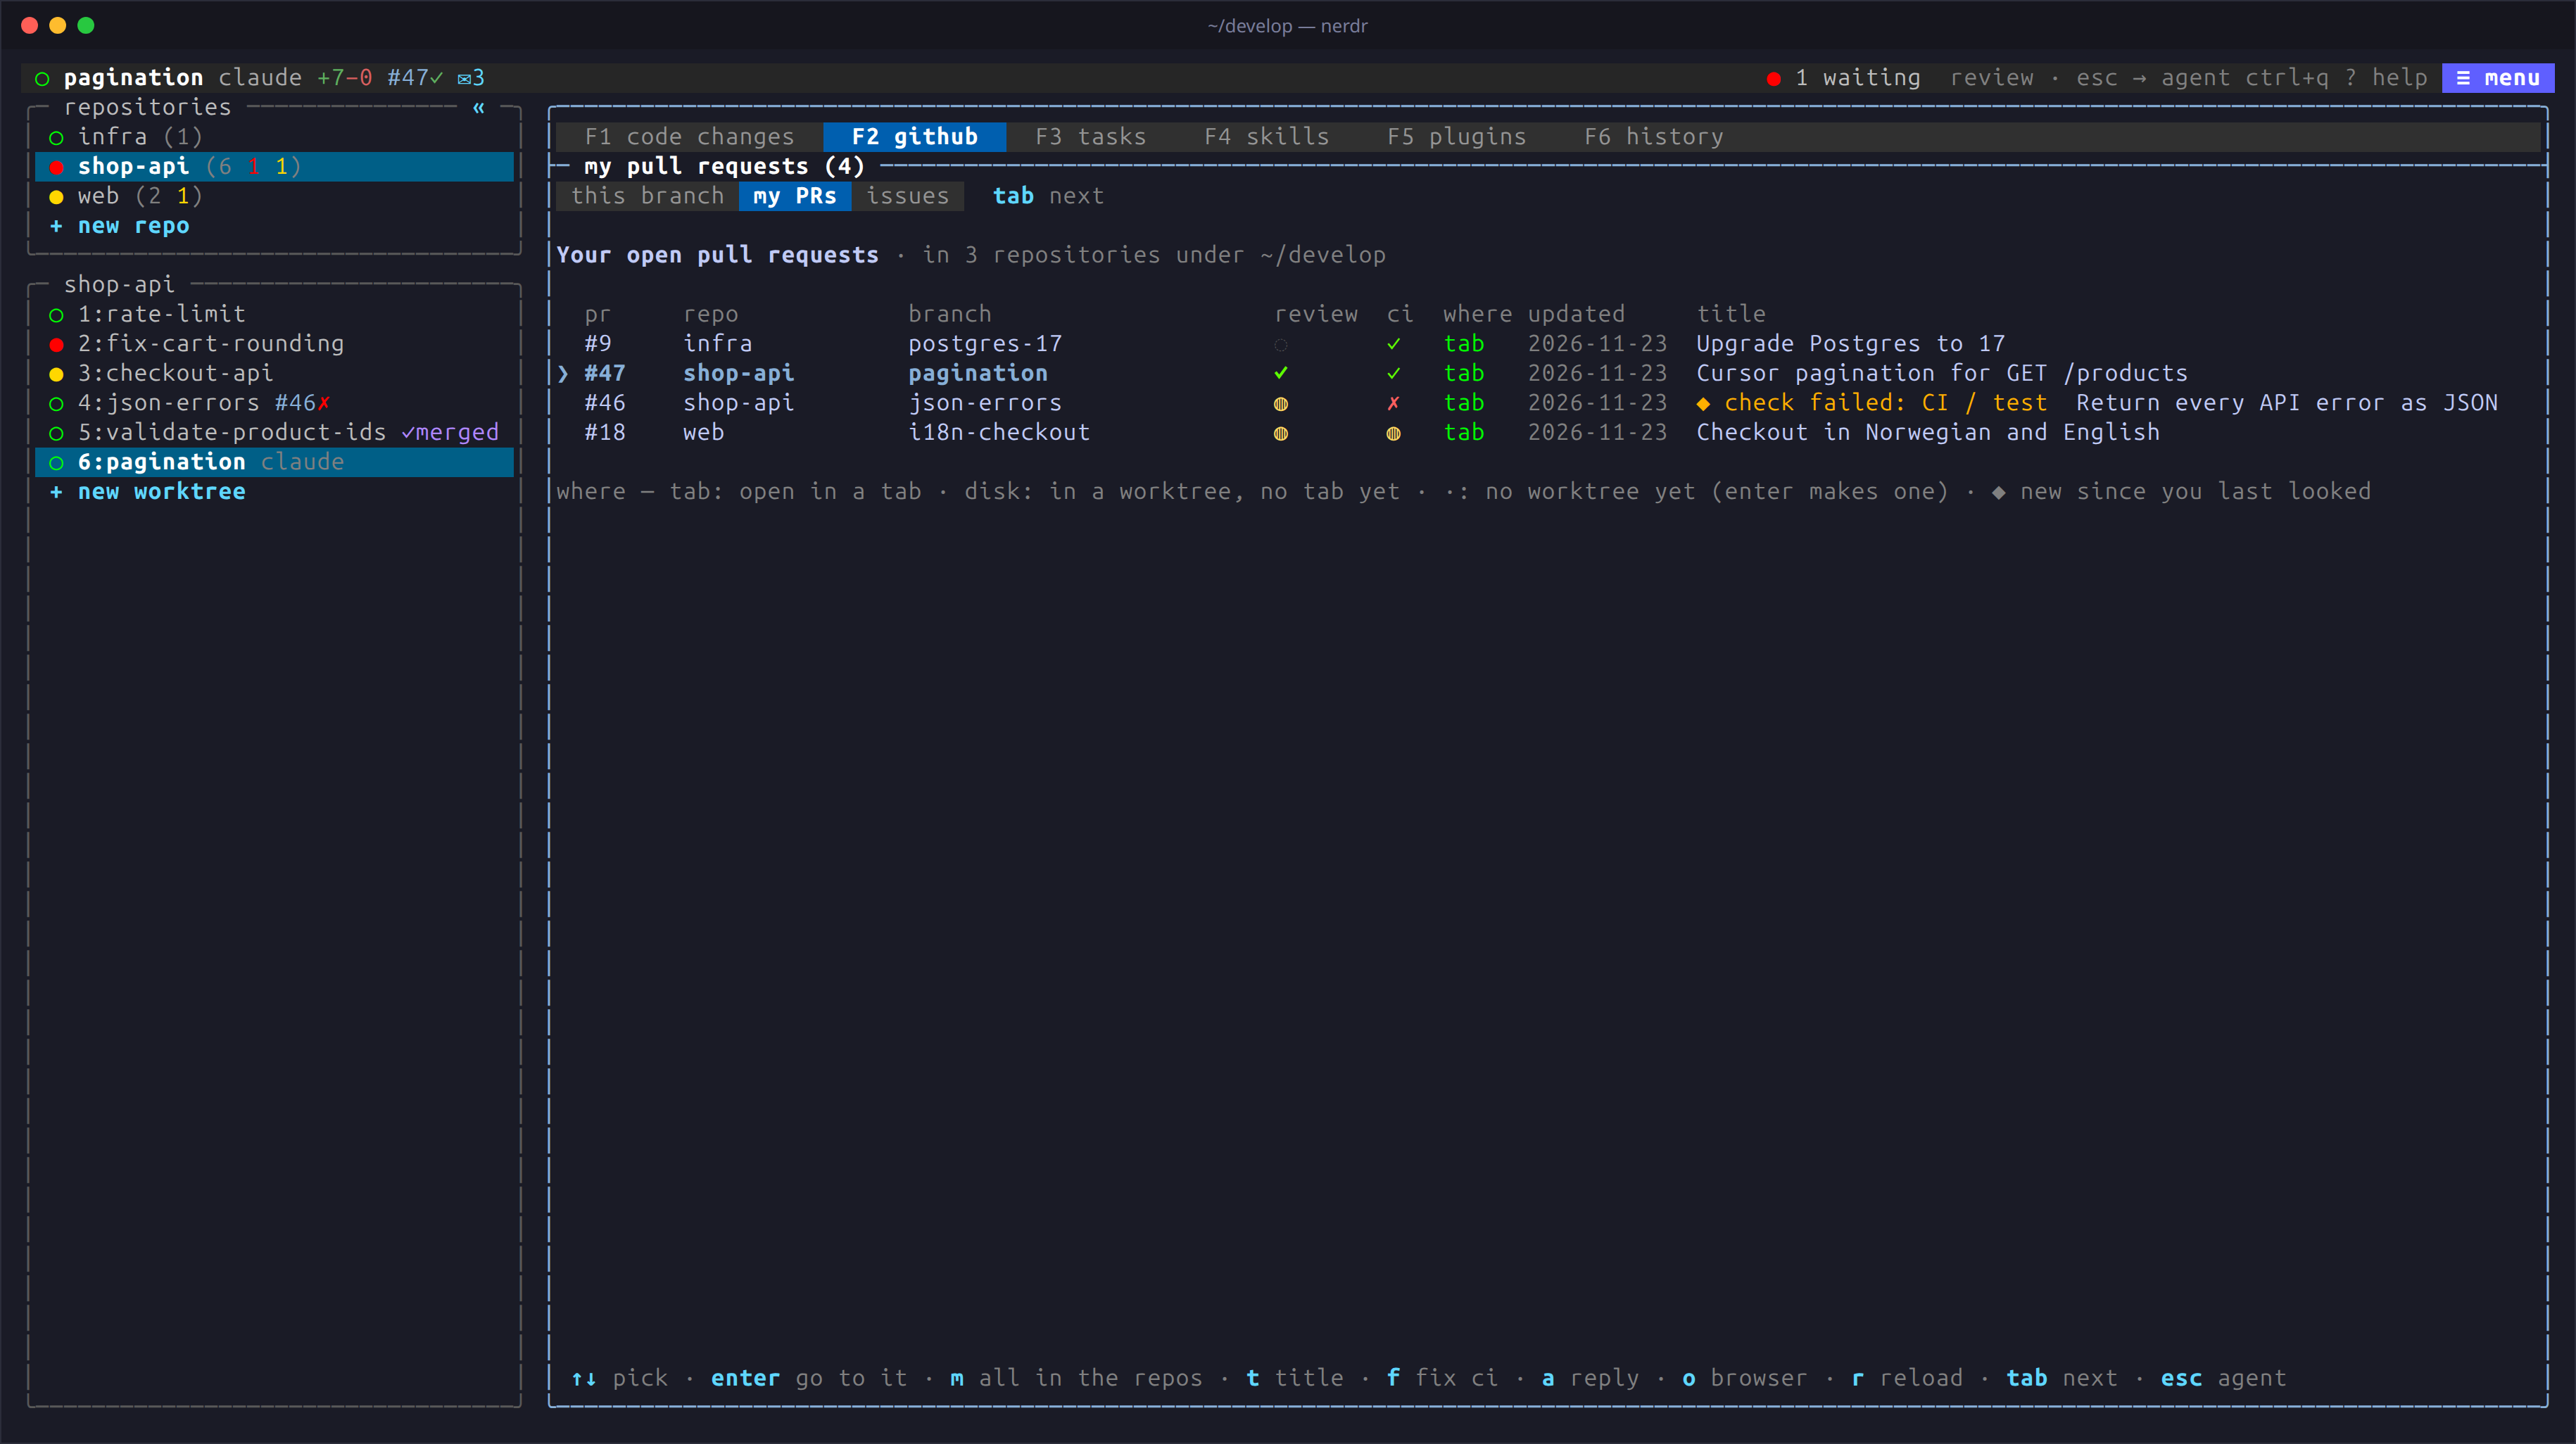 ~/develop — nerdr
○ pagination claude +7−0 #47✓ ✉3 ● 1 waiting review · esc → agent ctrl+q ? help ≡ menu
repositories «
○ infra (1)
● shop-api (6 1 1)
● web (2 1)
+ new repo
shop-api
○ 1:rate-limit
● 2:fix-cart-rounding
● 3:checkout-api
○ 4:json-errors #46✗
○ 5:validate-product-ids ✓merged
○ 6:pagination claude
+ new worktree
F1 code changes F2 github F3 tasks F4 skills F5 plugins F6 history
my pull requests (4)
this branch my PRs issues tab next
Your open pull requests · in 3 repositories under ~/develop
pr repo branch review ci where updated title
#9 infra postgres-17 ◌ ✓ tab 2026-11-23 Upgrade Postgres to 17
❯ #47 shop-api pagination ✓ ✓ tab 2026-11-23 Cursor pagination for GET /products
#46 shop-api json-errors ◍ ✗ tab 2026-11-23 ◆ check failed: CI / test Return every API error as JSON
#18 web i18n-checkout ◍ ◍ tab 2026-11-23 Checkout in Norwegian and English
where — tab: open in a tab · disk: in a worktree, no tab yet · ·: no worktree yet (enter makes one) · ◆ new since you last looked
↑↓ pick · enter go to it · m all in the repos · t title · f fix ci · a reply · o browser · r reload · tab next · esc agent